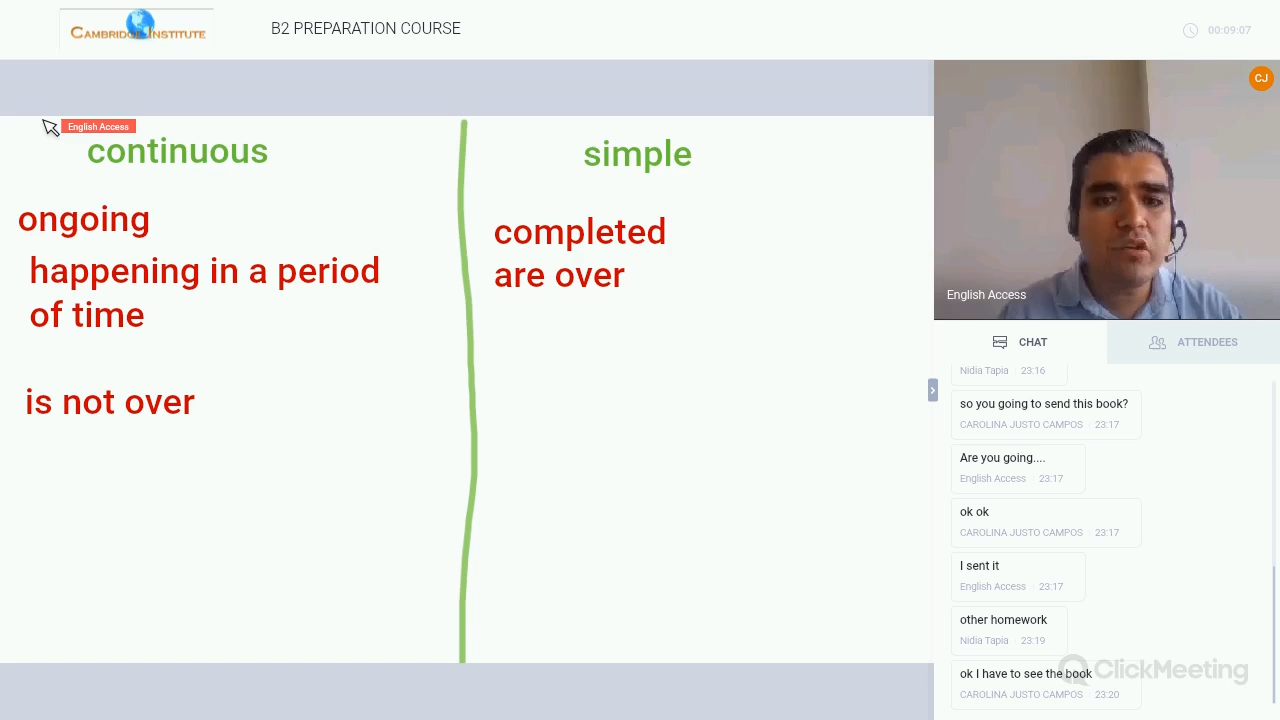 CAMBRIDGE INSTITUTE
B2 PREPARATION COURSE
00:09:07
English Access
continuous
simple
ongoing
happening in a period
of time
is not over
completed
are over
CJ
English Access
CHAT
ATTENDEES
Nidia Tapia · 23:16
so you going to send this book?
CAROLINA JUSTO CAMPOS · 23:17
Are you going....
English Access · 23:17
ok ok
CAROLINA JUSTO CAMPOS · 23:17
I sent it
English Access · 23:17
other homework
Nidia Tapia · 23:19
ok I have to see the book
CAROLINA JUSTO CAMPOS · 23:20
ClickMeeting